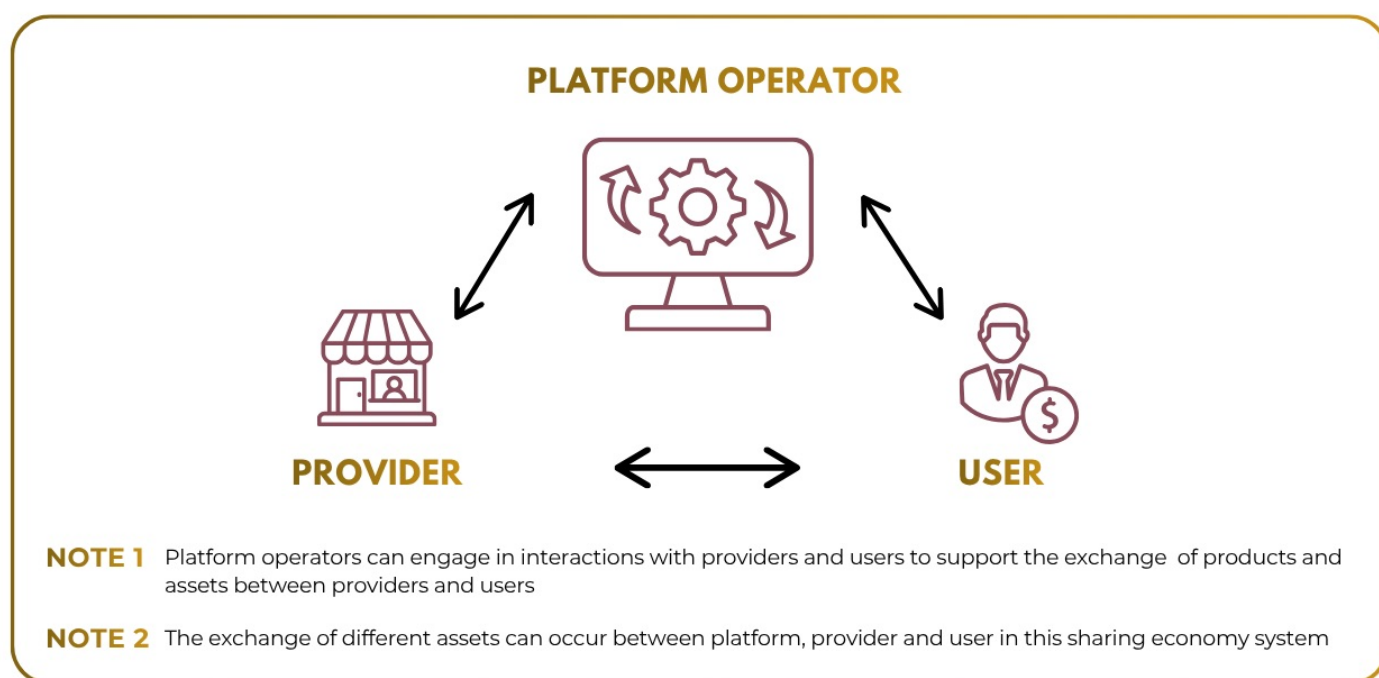 PLATFORM OPERATOR
$
PROVIDER
USER
NOTE 1 Platform operators can engage in interactions with providers and users to support the exchange of products and
assets between providers and users
NOTE 2 The exchange of different assets can occur between platform, provider and user in this sharing economy system